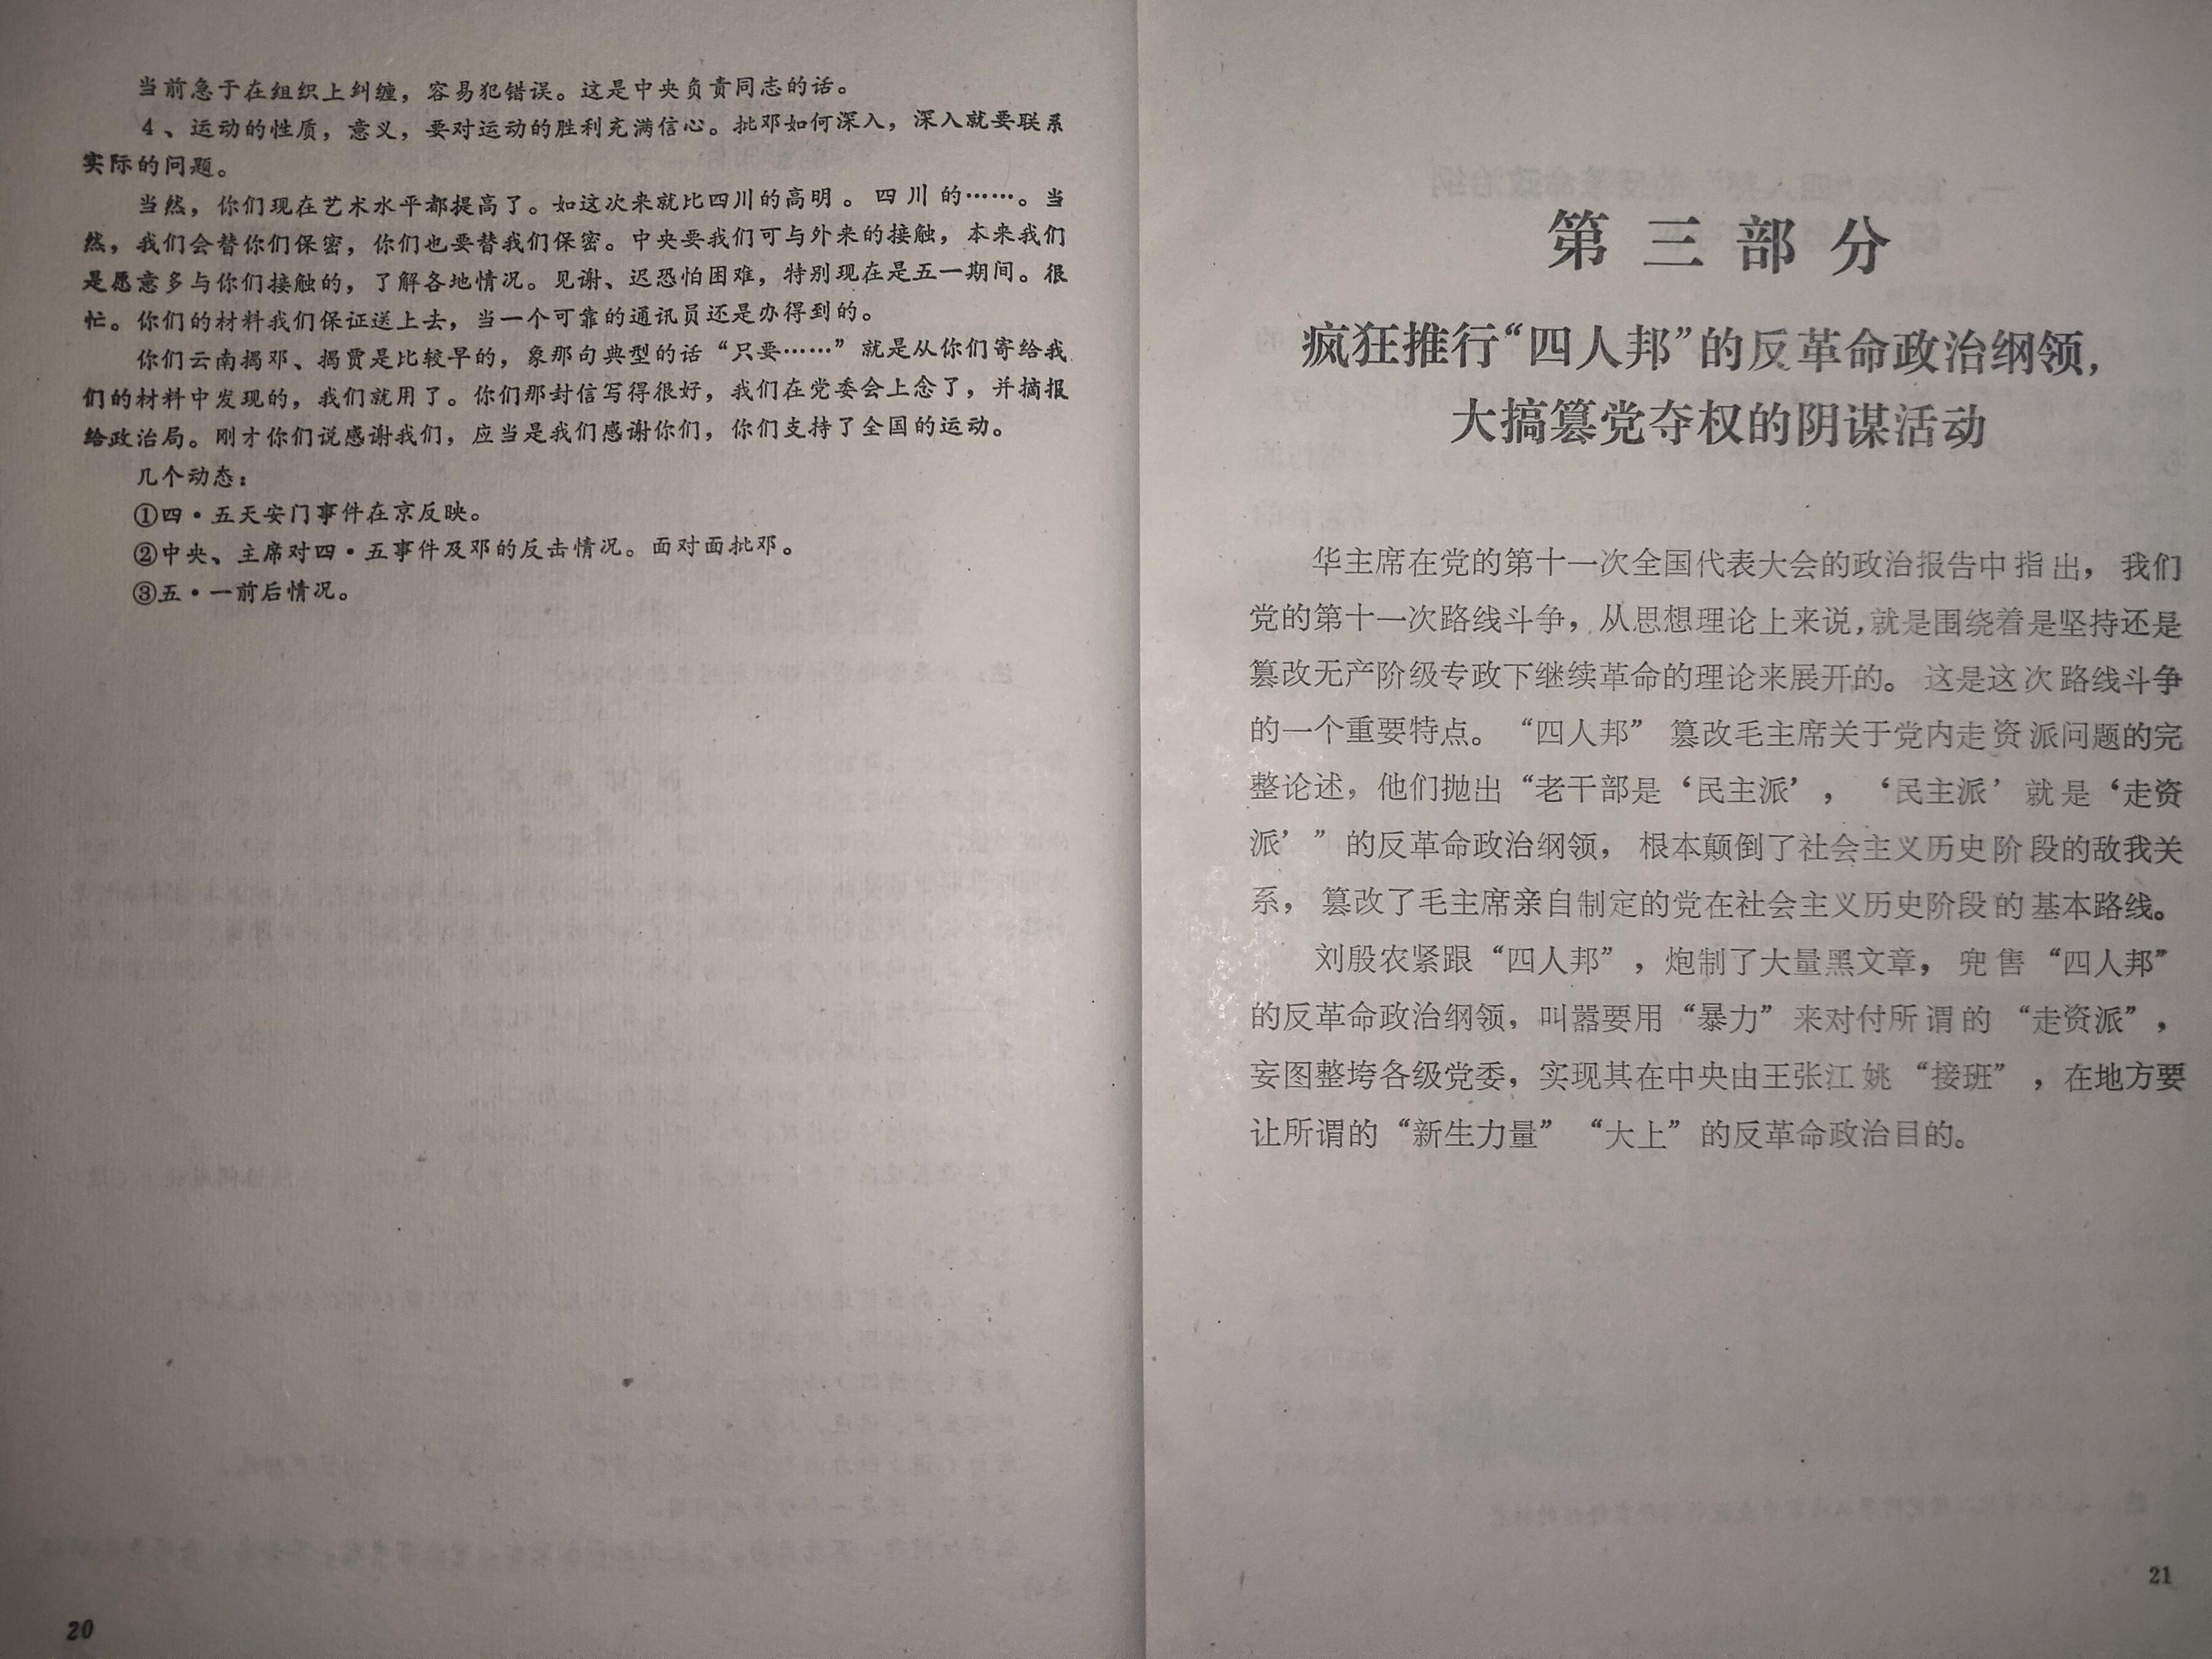 当前急于在组织上纠缠，容易犯错误。这是中央负责同志的话。
4、运动的性质，意义，要对运动的胜利充满信心。批邓如何深入，深入就要联系
实际的问题。
当然，你们现在艺术水平都提高了。如这次来就比四川的高明。四川的……。当
然，我们会替你们保密，你们也要替我们保密。中央要我们可与外来的接触，本来我们
是愿意多与你们接触的，了解各地情况。见谢、迟恐怕困难，特别现在是五一期间。很
忙。你们的材料我们保证送上去，当一个可靠的通讯员还是办得到的。
你们云南揭邓、揭贾是比较早的，象那句典型的话“只要……”就是从你们寄给我
们的材料中发现的，我们就用了。你们那封信写得很好，我们在党委会上念了，并摘报
给政治局。刚才你们说感谢我们，应当是我们感谢你们，你们支持了全国的运动。
几个动态：
①四·五天安门事件在京反映。
②中央、主席对四·五事件及邓的反击情况。面对面批邓。
③五·一前后情况。
20
第三部分
疯狂推行“四人邦”的反革命政治纲领，
大搞篡党夺权的阴谋活动
华主席在党的第十一次全国代表大会的政治报告中指出，我们
党的第十一次路线斗争，从思想理论上来说，就是围绕着是坚持还是
篡改无产阶级专政下继续革命的理论来展开的。这是这次路线斗争
的一个重要特点。“四人邦”篡改毛主席关于党内走资派问题的完
整论述，他们抛出“老干部是‘民主派’，‘民主派’就是‘走资
派’”的反革命政治纲领，根本颠倒了社会主义历史阶段的敌我关
系，篡改了毛主席亲自制定的党在社会主义历史阶段的基本路线。
刘殷农紧跟“四人邦”，炮制了大量黑文章，兜售“四人邦”
的反革命政治纲领，叫嚣要用“暴力”来对付所谓的“走资派”，
妄图整垮各级党委，实现其在中央由王张江姚“接班”，在地方要
让所谓的“新生力量”“大上”的反革命政治目的。
21